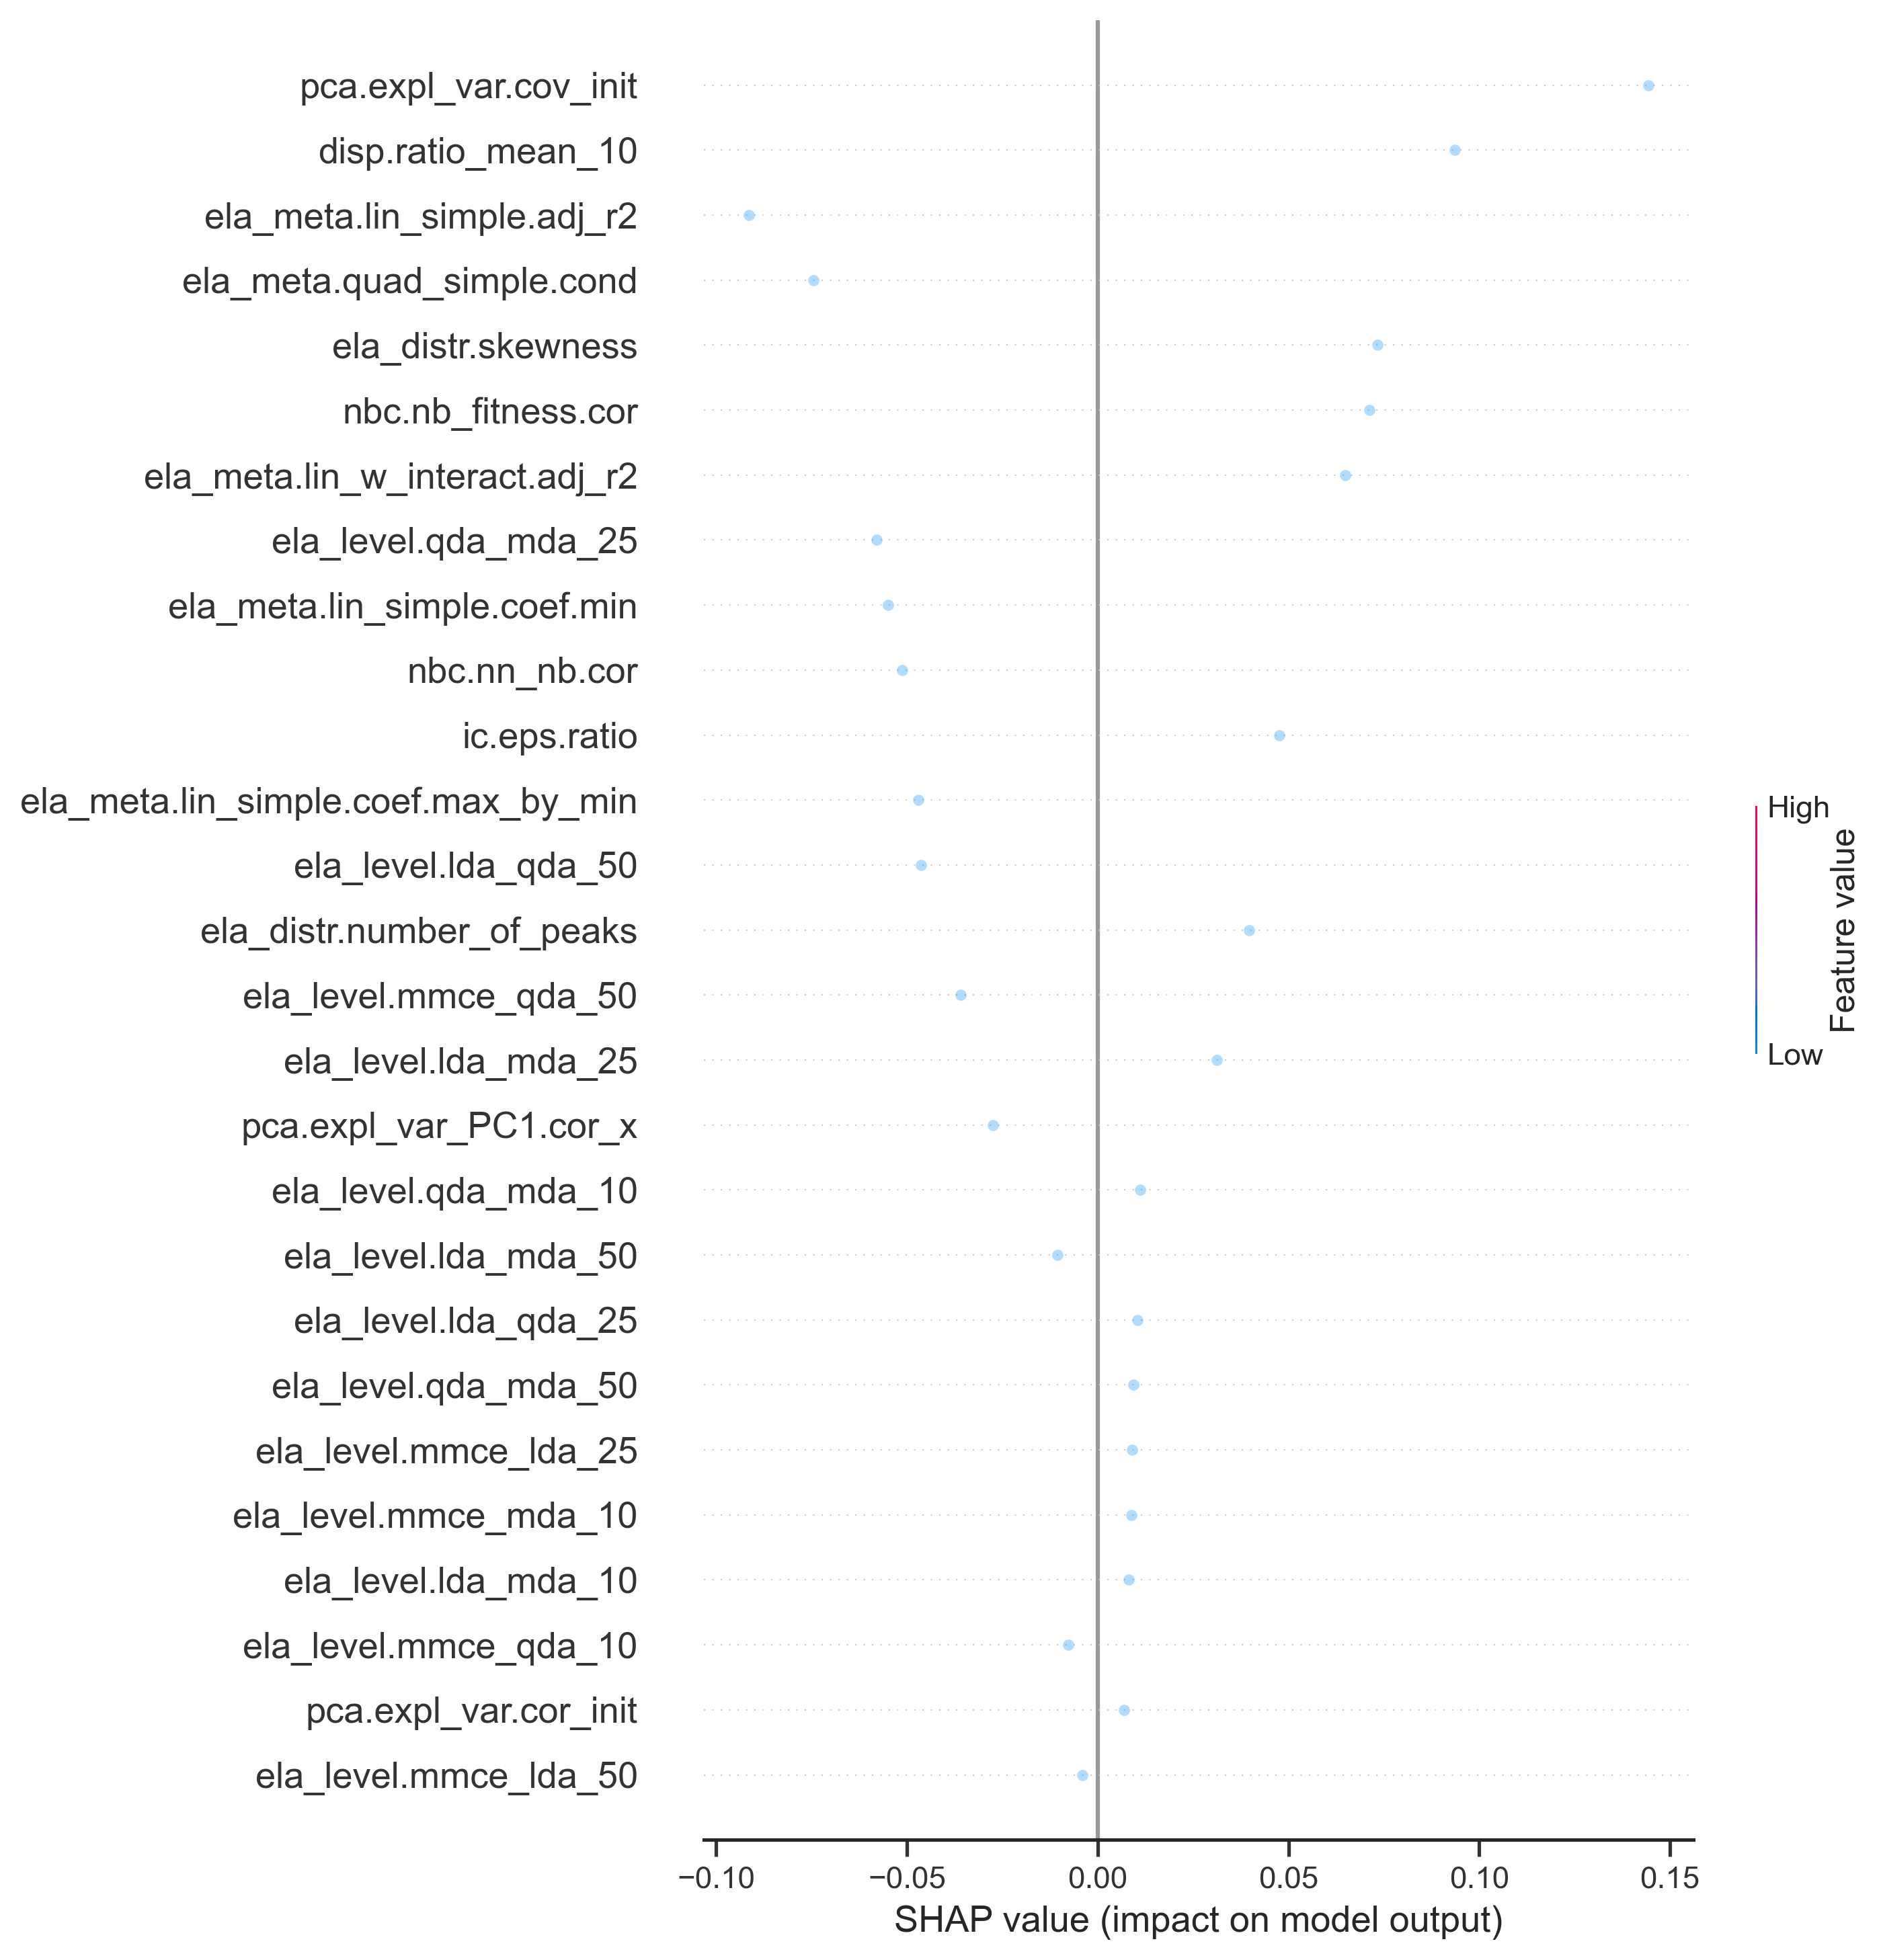 pca.expl_var.cov_init
disp.ratio_mean_10
ela_meta.lin_simple.adj_r2
ela_meta.quad_simple.cond
ela_distr.skewness
nbc.nb_fitness.cor
ela_meta.lin_w_interact.adj_r2
ela_level.qda_mda_25
ela_meta.lin_simple.coef.min
nbc.nn_nb.cor
ic.eps.ratio
ela_meta.lin_simple.coef.max_by_min
ela_level.lda_qda_50
ela_distr.number_of_peaks
ela_level.mmce_qda_50
ela_level.lda_mda_25
pca.expl_var_PC1.cor_x
ela_level.qda_mda_10
ela_level.lda_mda_50
ela_level.lda_qda_25
ela_level.qda_mda_50
ela_level.mmce_lda_25
ela_level.mmce_mda_10
ela_level.lda_mda_10
ela_level.mmce_qda_10
pca.expl_var.cor_init
ela_level.mmce_lda_50
−0.10 −0.05 0.00 0.05 0.10 0.15
SHAP value (impact on model output)
High
Feature value
Low